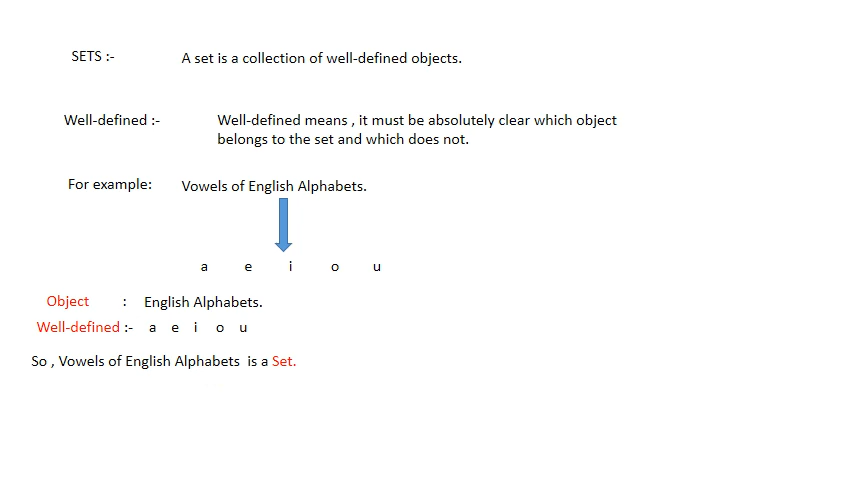 SETS :- A set is a collection of well-defined objects.
Well-defined :- Well-defined means , it must be absolutely clear which object
belongs to the set and which does not.
For example: Vowels of English Alphabets.
a e i o u
Object : English Alphabets.
Well-defined :- a e i o u
So , Vowels of English Alphabets is a Set.